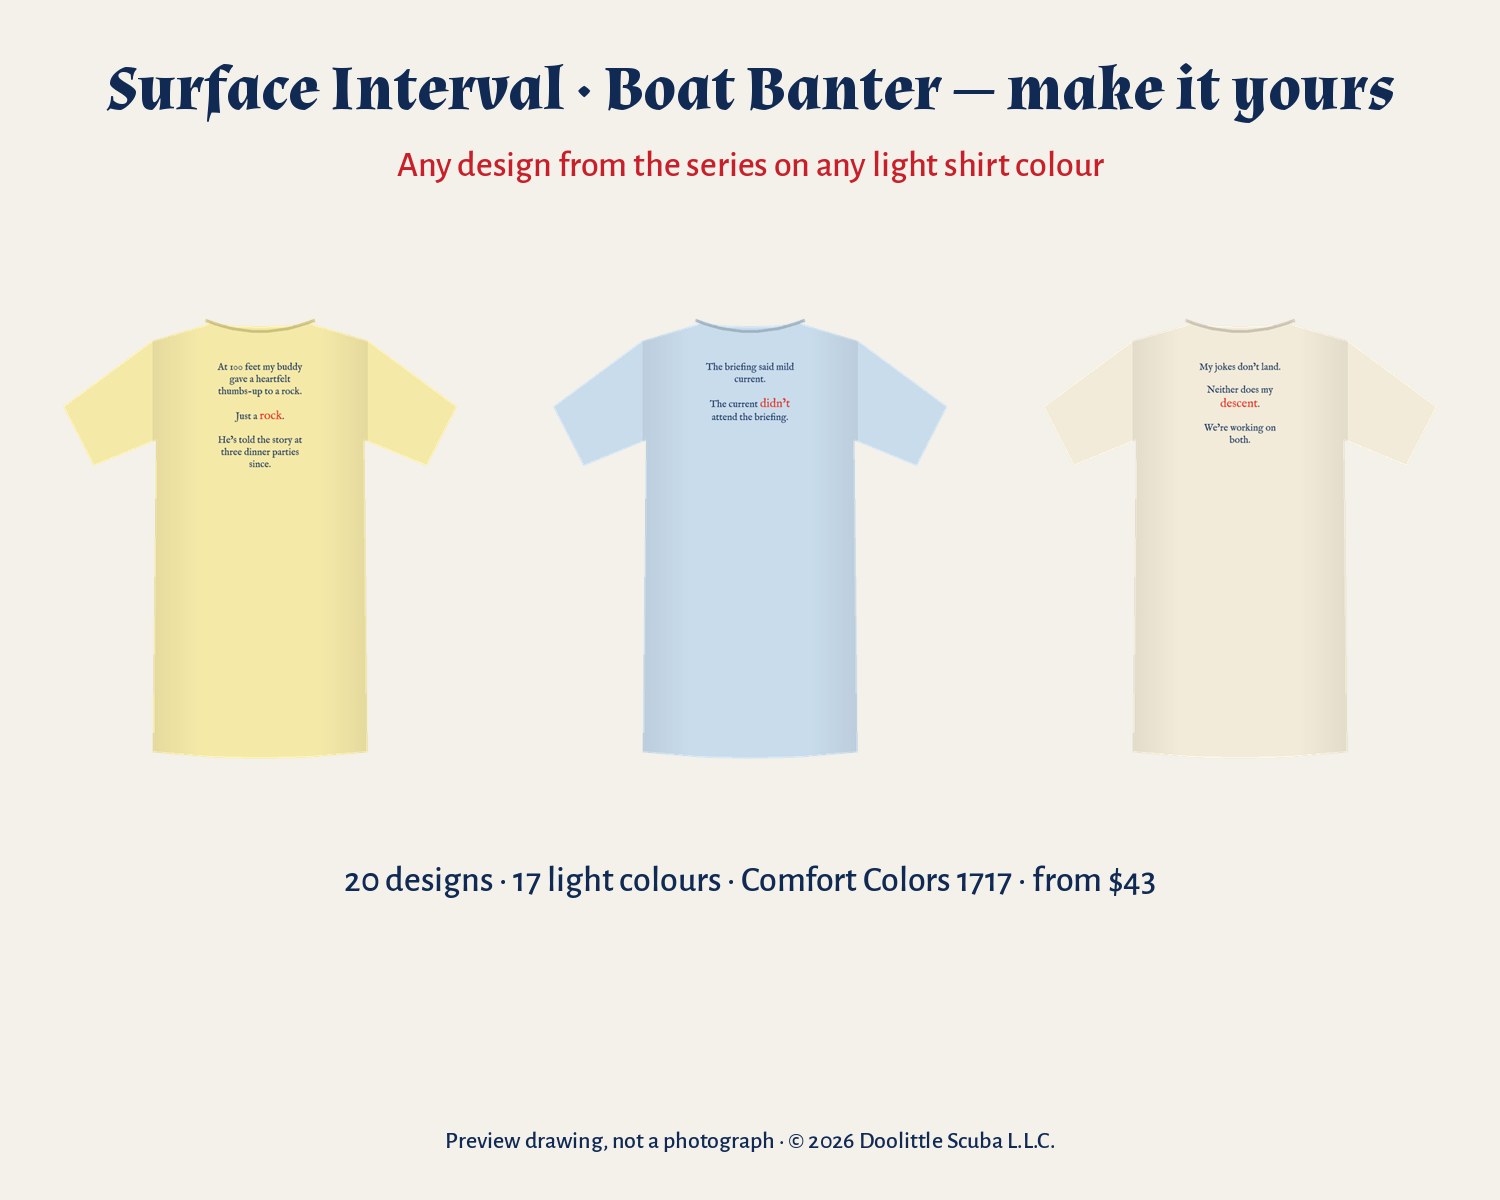 Surface Interval · Boat Banter — make it yours
Any design from the series on any light shirt colour
At 100 feet my buddy
gave a heartfelt
thumbs-up to a rock.
Just a rock.
He's told the story at
three dinner parties
since.
The briefing said mild
current.
The current didn't
attend the briefing.
My jokes don't land.
Neither does my
descent.
We're working on
both.
20 designs · 17 light colours · Comfort Colors 1717 · from $43
Preview drawing, not a photograph · © 2026 Doolittle Scuba L.L.C.